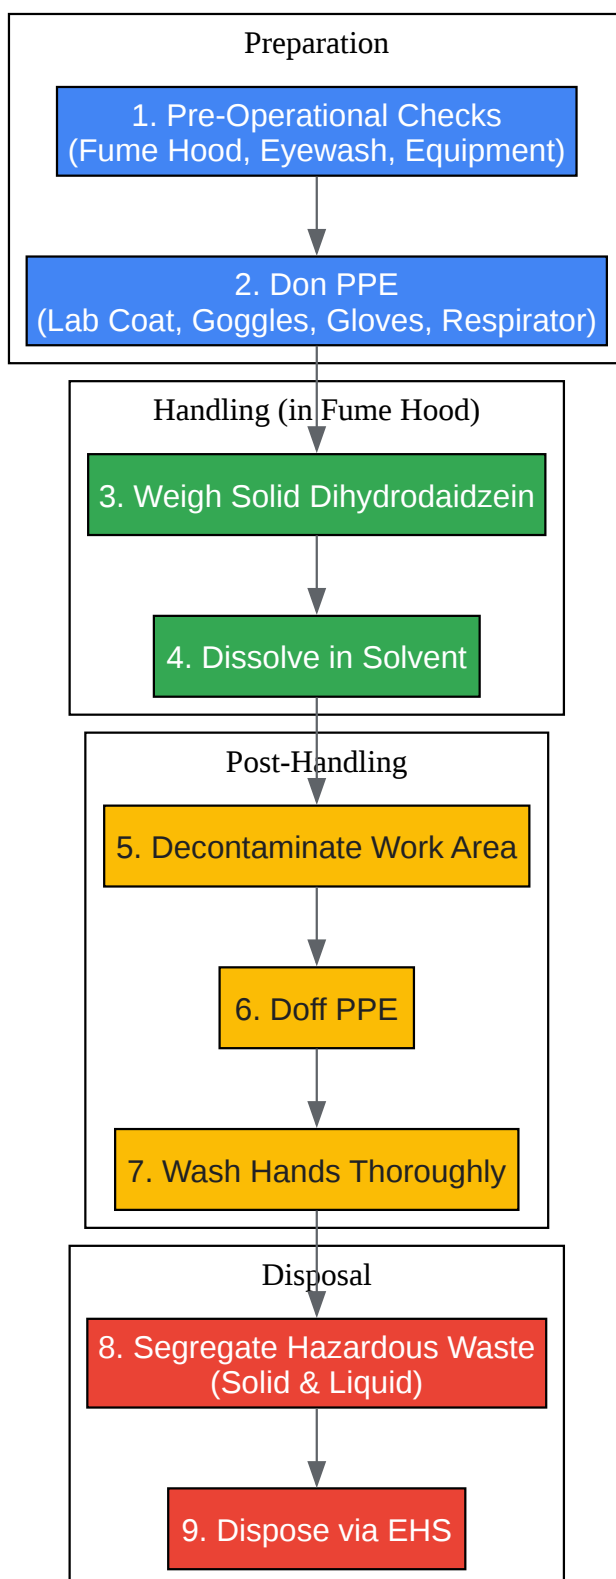 Preparation
1. Pre-Operational Checks
(Fume Hood, Eyewash, Equipment)
2. Don PPE
(Lab Coat, Goggles, Gloves, Respirator)
Handling (in Fume Hood)
3. Weigh Solid Dihydrodaidzein
4. Dissolve in Solvent
Post-Handling
5. Decontaminate Work Area
6. Doff PPE
7. Wash Hands Thoroughly
Disposal
8. Segregate Hazardous Waste
(Solid & Liquid)
9. Dispose via EHS